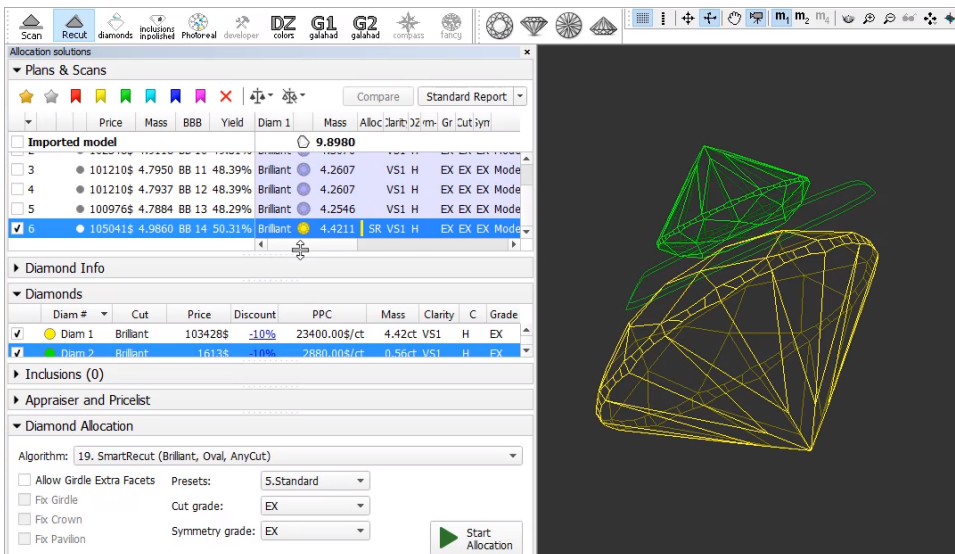 Scan Recut diamonds inclusions inpolished Photoreal developer DZ colors G1 galahad G2 galahad compass fancy m1 m2 m4
Allocation solutions ×
Plans & Scans
Compare Standard Report
Price Mass BBB Yield Diam 1 Mass Alloc Clarity DZ ym- Gr Cut Sym
Imported model 9.8980
3 101210$ 4.7950 BB 11 48.39% Brilliant 4.2607 VS1 H EX EX EX Mode
4 101210$ 4.7937 BB 12 48.39% Brilliant 4.2607 VS1 H EX EX EX Mode
5 100976$ 4.7884 BB 13 48.29% Brilliant 4.2546 VS1 H EX EX EX Mode
6 105041$ 4.9860 BB 14 50.31% Brilliant 4.4211 SR VS1 H EX EX EX Mode
Diamond Info
Diamonds
Diam # Cut Price Discount PPC Mass Clarity C Grade
Diam 1 Brilliant 103428$ -10% 23400.00$/ct 4.42ct VS1 H EX
Diam 2 Brilliant 1613$ -10% 2880.00$/ct 0.56ct VS1 H EX
Inclusions (0)
Appraiser and Pricelist
Diamond Allocation
Algorithm: 19. SmartRecut (Brilliant, Oval, AnyCut)
Allow Girdle Extra Facets Presets: 5.Standard
Fix Girdle
Cut grade: EX
Fix Crown
Symmetry grade: EX
Fix Pavilion
Start
Allocation